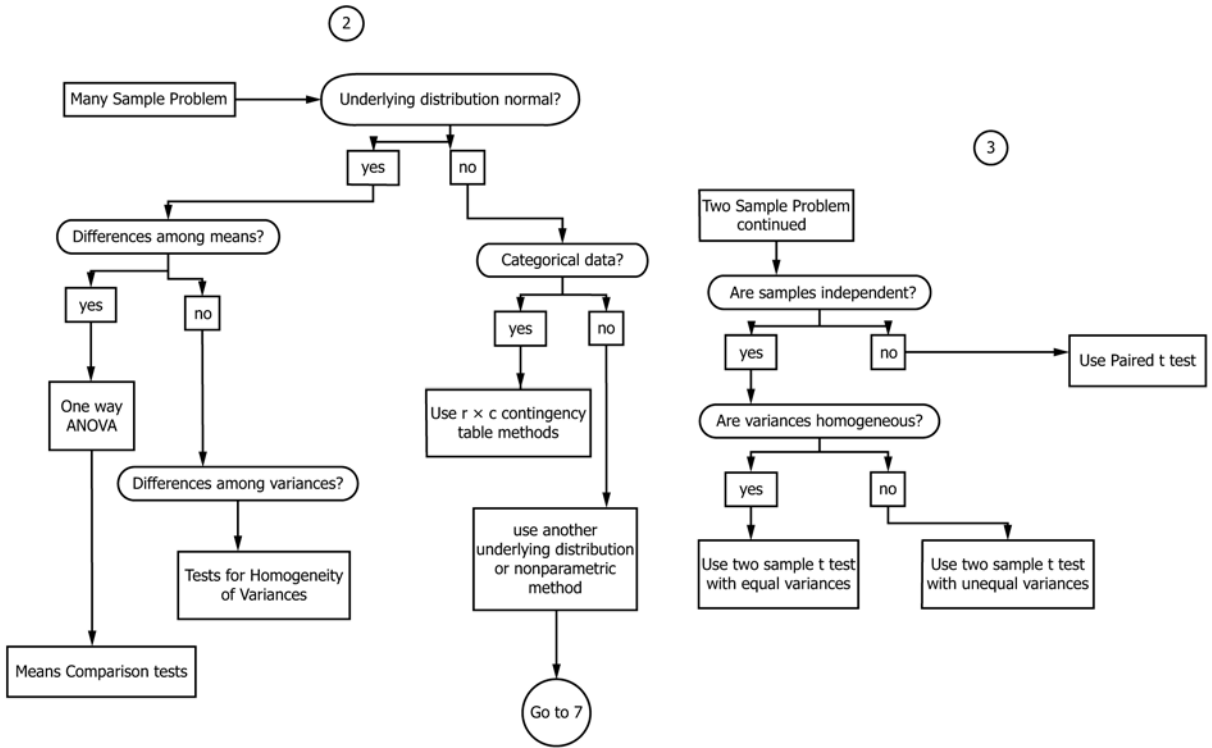 2
Many Sample Problem
Underlying distribution normal?
yes
no
Differences among means?
yes
no
One way
ANOVA
Differences among variances?
Tests for Homogeneity
of Variances
Means Comparison tests
Categorical data?
yes
no
Use r × c contingency
table methods
use another
underlying distribution
or nonparametric
method
Go to 7
3
Two Sample Problem
continued
Are samples independent?
yes
no
Use Paired t test
Are variances homogeneous?
yes
no
Use two sample t test
with equal variances
Use two sample t test
with unequal variances